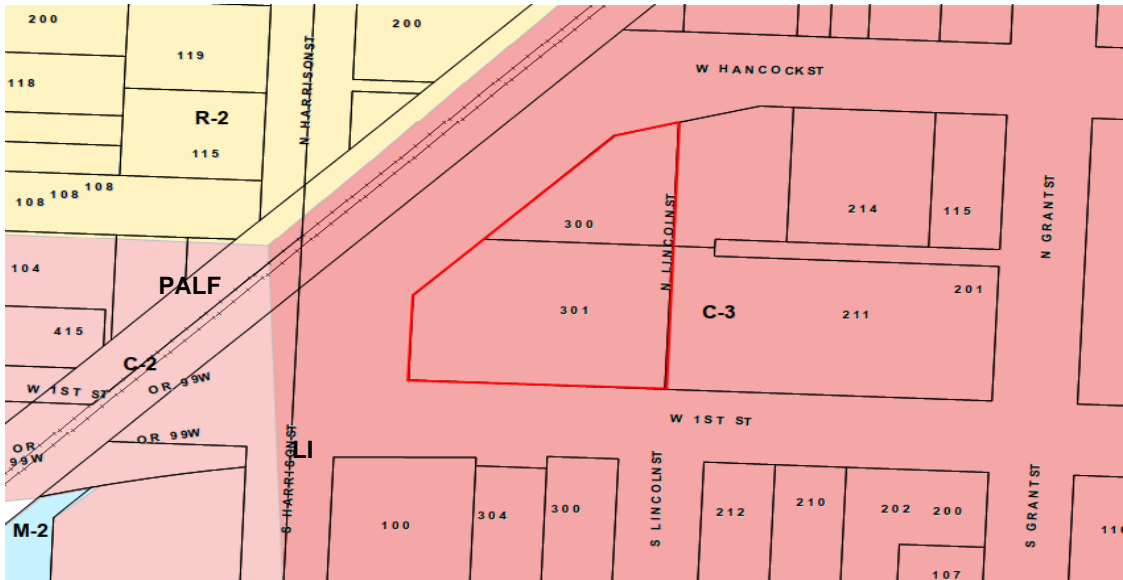 200
200
119
N HARRISON ST
W HANCOCK ST
118
R-2
115
108
108
108
300
N LINCOLN ST
214
115
N GRANT ST
104
PALF
201
301
C-3
211
415
C-2
W 1ST ST
OR 99W
W 1ST ST
OR 99W
OR
99W
LI
S HARRISON ST
M-2
100
304
300
S LINCOLN ST
212
210
202
200
S GRANT ST
107